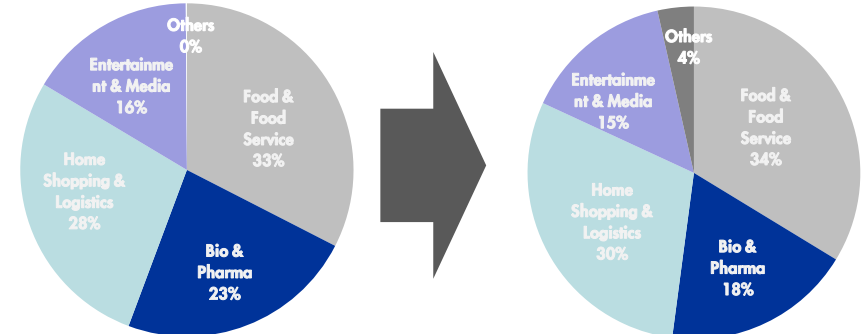 Others
0%
Entertainme
nt & Media
16%
Food &
Food
Service
33%
Home
Shopping &
Logistics
28%
Bio &
Pharma
23%
Others
4%
Entertainme
nt & Media
15%
Food &
Food
Service
34%
Home
Shopping &
Logistics
30%
Bio &
Pharma
18%